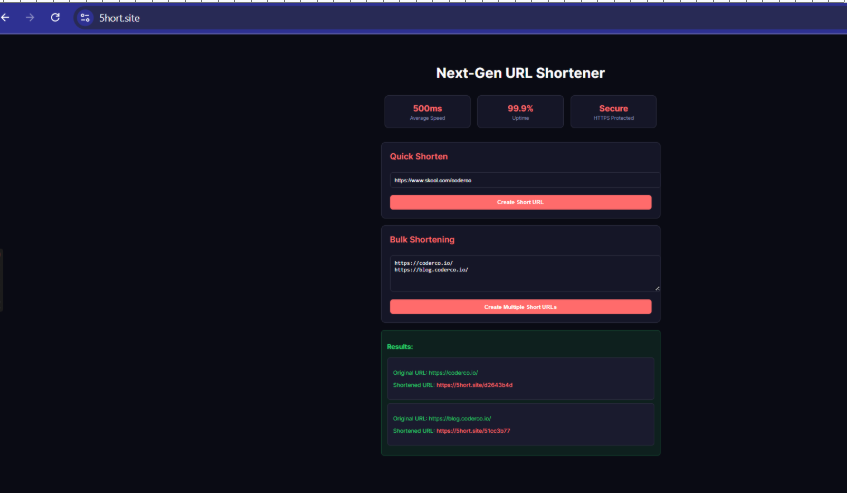 5hort.site
Next-Gen URL Shortener
500ms
Average Speed
99.9%
Uptime
Secure
HTTPS Protected
Quick Shorten
https://www.skool.com/coderco
Create Short URL
Bulk Shortening
https://coderco.io/
https://blog.coderco.io/
Create Multiple Short URLs
Results:
Original URL: https://coderco.io/
Shortened URL: https://5hort.site/d2643b4d
Original URL: https://blog.coderco.io/
Shortened URL: https://5hort.site/51cc3b77